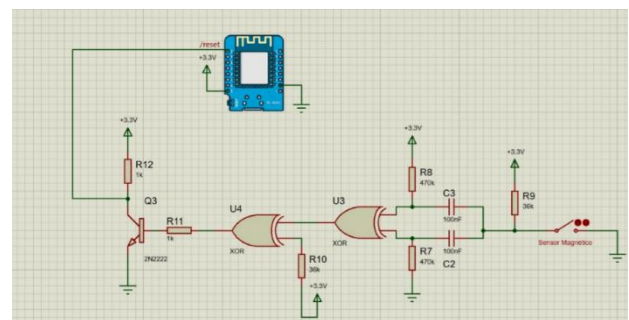 /reset
+3.3V
+3.3V
R12
1k
Q3
2N2222
R11
1k
U4
XOR
R10
36k
+3.3V
U3
XOR
+3.3V
R8
470k
C3
100nF
R7
470k
100nF
C2
+3.3V
R9
36k
Sensor Magnetico